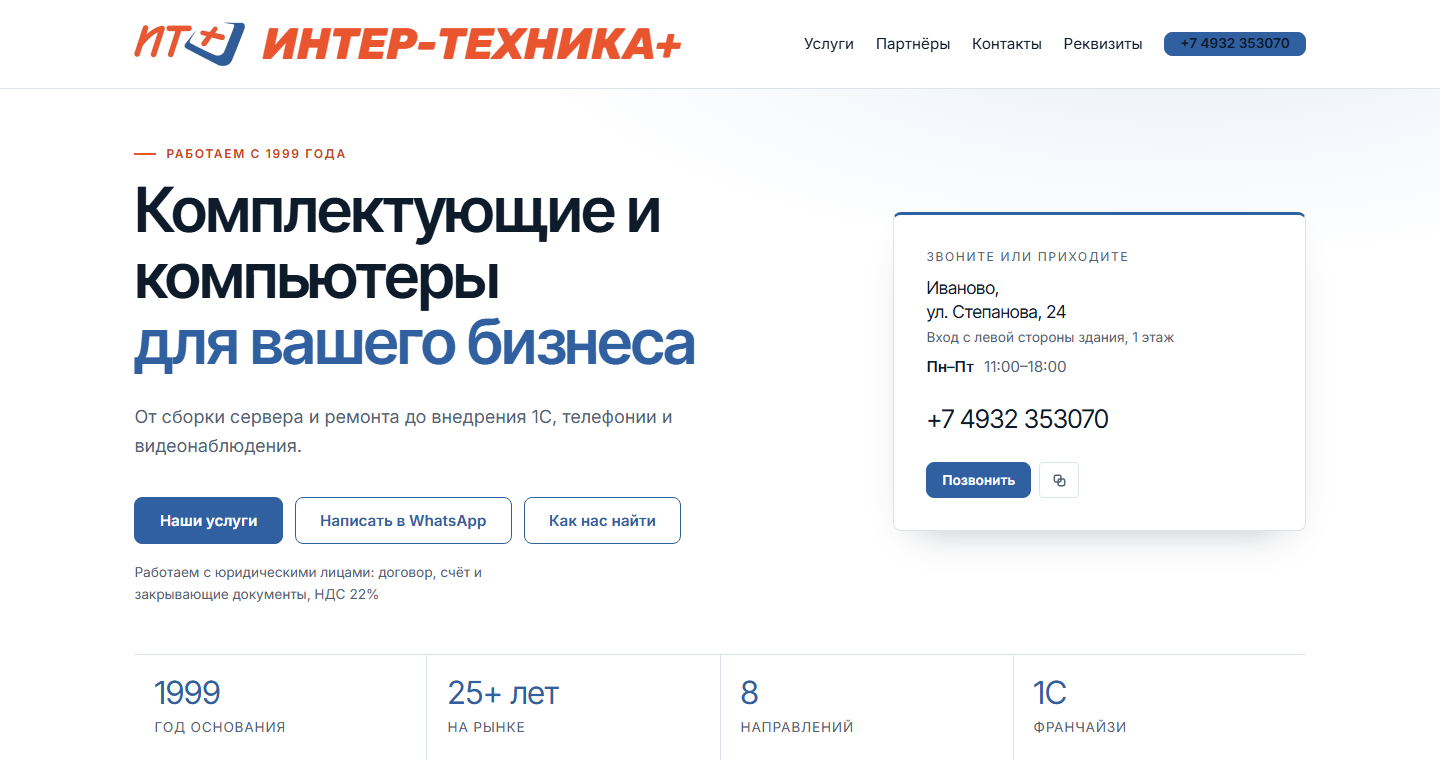 ИТ+ ИНТЕР-ТЕХНИКА+
Услуги Партнёры Контакты Реквизиты +7 4932 353070
РАБОТАЕМ С 1999 ГОДА
Комплектующие и
компьютеры
для вашего бизнеса
От сборки сервера и ремонта до внедрения 1С, телефонии и
видеонаблюдения.
Наши услуги Написать в WhatsApp Как нас найти
Работаем с юридическими лицами: договор, счёт и
закрывающие документы, НДС 22%
ЗВОНИТЕ ИЛИ ПРИХОДИТЕ
Иваново,
ул. Степанова, 24
Вход с левой стороны здания, 1 этаж
Пн–Пт 11:00–18:00
+7 4932 353070
Позвонить
1999 25+ лет 8 1С
ГОД ОСНОВАНИЯ НА РЫНКЕ НАПРАВЛЕНИЙ ФРАНЧАЙЗИ